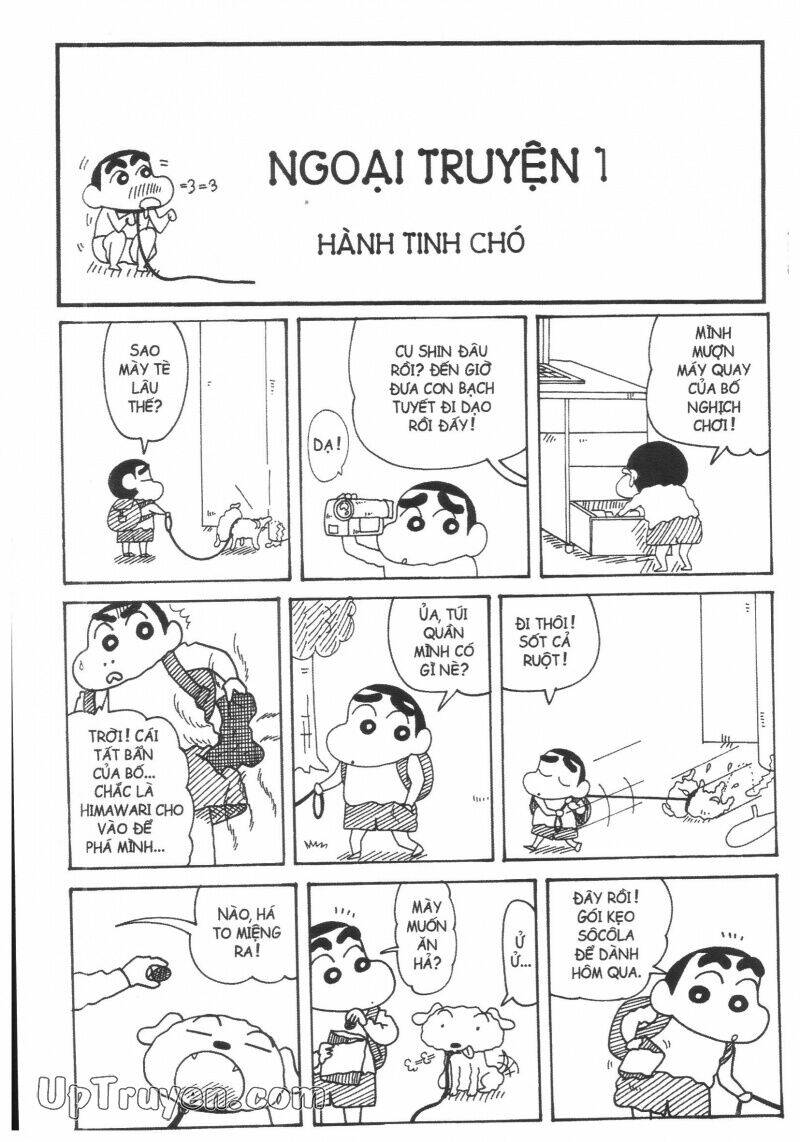 NGOẠI TRUYỆN 1
HÀNH TINH CHÓ
=3=3
MÌNH
MƯỢN
MÁY QUAY
CỦA BỐ
NGHỊCH
CHƠI!
CU SHIN ĐÂU
RỒI? ĐẾN GIỜ
ĐƯA CON BẠCH
TUYẾT ĐI DẠO
RỒI ĐẤY!
DẠ!
SAO
MÀY TÈ
LÂU
THẾ?
ĐI THÔI!
SỐT CẢ
RUỘT!
ỦA, TÚI
QUẦN
MÌNH CÓ
GÌ NÈ?
TRỜI! CÁI
TẤT BẨN
CỦA BỐ...
CHẮC LÀ
HIMAWARI CHO
VÀO ĐỂ
PHÁ MÌNH...
ĐÂY RỒI!
GÓI KẸO
SÔCÔLA
ĐỂ DÀNH
HÔM QUA.
Ử
Ử...
MÀY
MUỐN
ĂN
HẢ?
NÀO, HÁ
TO MIỆNG
RA!
UpTruyen.com